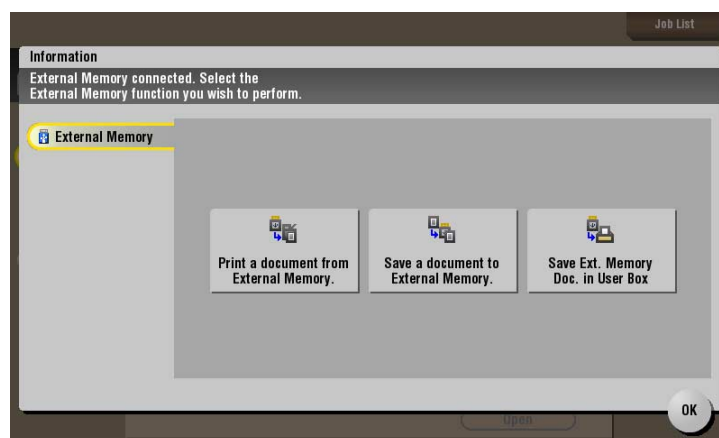 Job List
Information
External Memory connected. Select the
External Memory function you wish to perform.
External Memory
Print a document from
External Memory.
Save a document to
External Memory.
Save Ext. Memory
Doc. in User Box
Open
OK